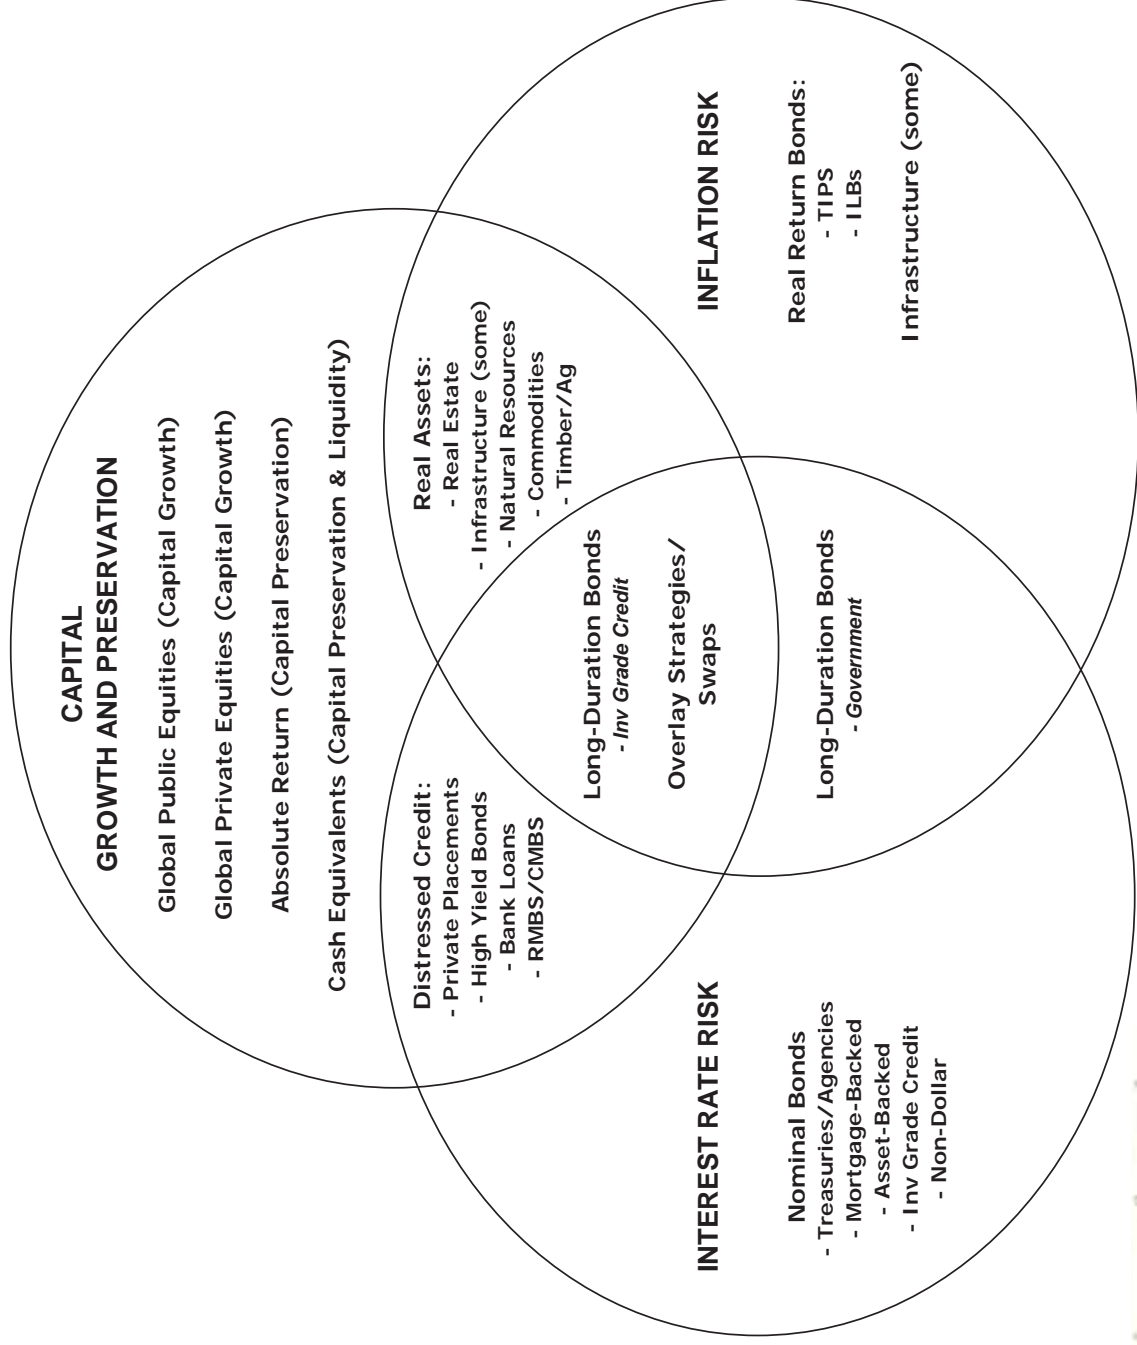 CAPITAL
GROWTH AND PRESERVATION
Global Public Equities (Capital Growth)
Global Private Equities (Capital Growth)
Absolute Return (Capital Preservation)
Cash Equivalents (Capital Preservation & Liquidity)
Distressed Credit:
- Private Placements
- High Yield Bonds
- Bank Loans
- RMBS/CMBS
Real Assets:
- Real Estate
- Infrastructure (some)
- Natural Resources
- Commodities
- Timber/Ag
Long-Duration Bonds
- Inv Grade Credit
Overlay Strategies/
Swaps
INTEREST RATE RISK
Nominal Bonds
- Treasuries/Agencies
- Mortgage-Backed
- Asset-Backed
- Inv Grade Credit
- Non-Dollar
Long-Duration Bonds
- Government
INFLATION RISK
Real Return Bonds:
- TIPS
- ILBs
Infrastructure (some)